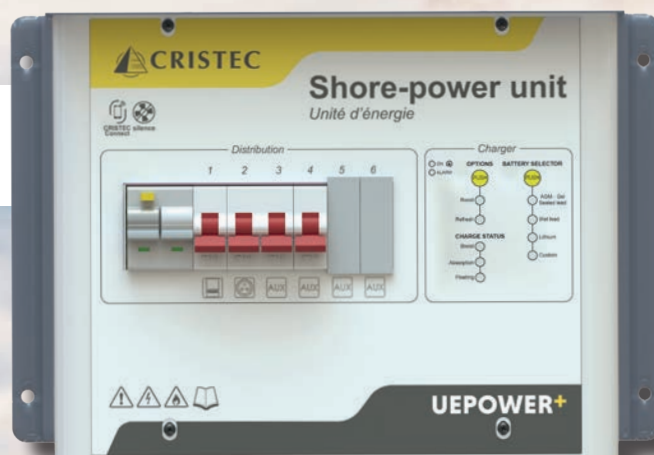 CRISTEC
Shore-power unit
Unité d'énergie
CRISTEC silence
Connect
Distribution
1 2 3 4 5 6
AUX AUX AUX AUX
Charger
ON
ALARM
OPTIONS
PUSH
Boost
Refresh
CHARGE STATUS
Boost
Absorption
Floating
BATTERY SELECTOR
PUSH
AGM - Gel
Sealed lead
Wet lead
Lithium
Custom
UEPOWER+